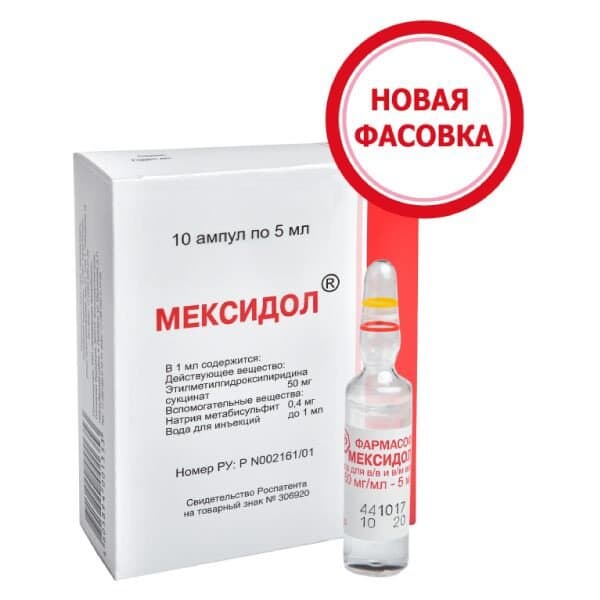 НОВАЯ
ФАСОВКА
10 ампул по 5 мл
МЕКСИДОЛ®
В 1 мл содержится:
Действующее вещество:
Этилметилгидроксипиридина
сукцинат 50 мг
Вспомогательные вещества:
Натрия метабисульфит 0,4 мг
Вода для инъекций до 1 мл
Номер РУ: Р N002161/01
Свидетельство Роспатента
на товарный знак № 306920
ФАРМАСОФ
МЕКСИДОЛ
для в/в и в/м
50 мг/мл - 5 м
441017
10 20